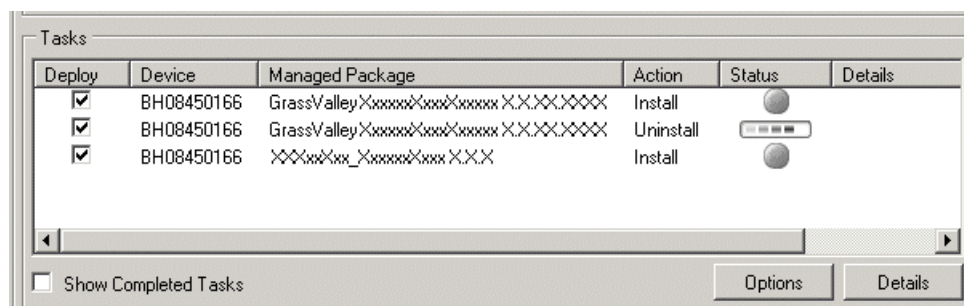 Tasks
Deploy Device Managed Package Action Status Details
BH08450166 GrassValleyXxxxxxXxxxXxxxxx X.X.XX.XXXX Install
BH08450166 GrassValleyXxxxxxXxxxXxxxxx X.X.XX.XXXX Uninstall
BH08450166 XXXxxXxx_XxxxxxXxxx X.X.X Install
Show Completed Tasks Options Details